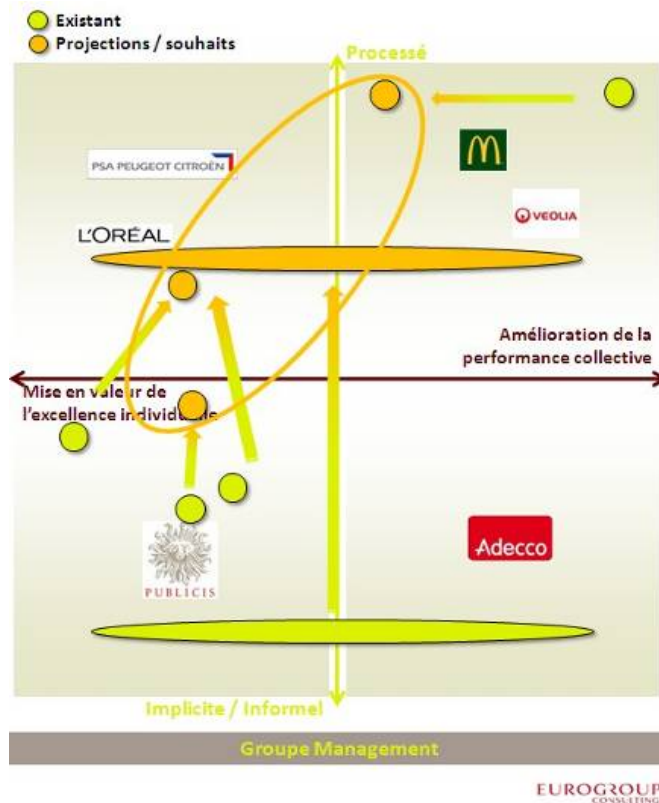 Existant
Projections / souhaits
Processé
PSA PEUGEOT CITROËN
VEOLIA
L'ORÉAL
Amélioration de la
performance collective
Mise en valeur de
l'excellence individuelle
PUBLICIS
Adecco
Implicite / Informel
Groupe Management
EUROGROUP
CONSULTING